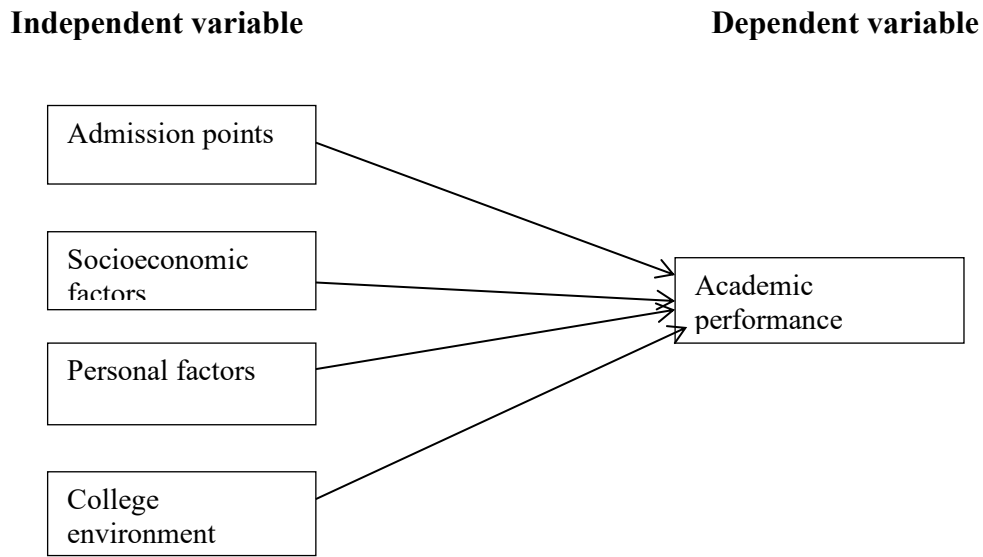 Independent variable
Dependent variable
Admission points
Socioeconomic
factors
Academic
performance
Personal factors
College
environment